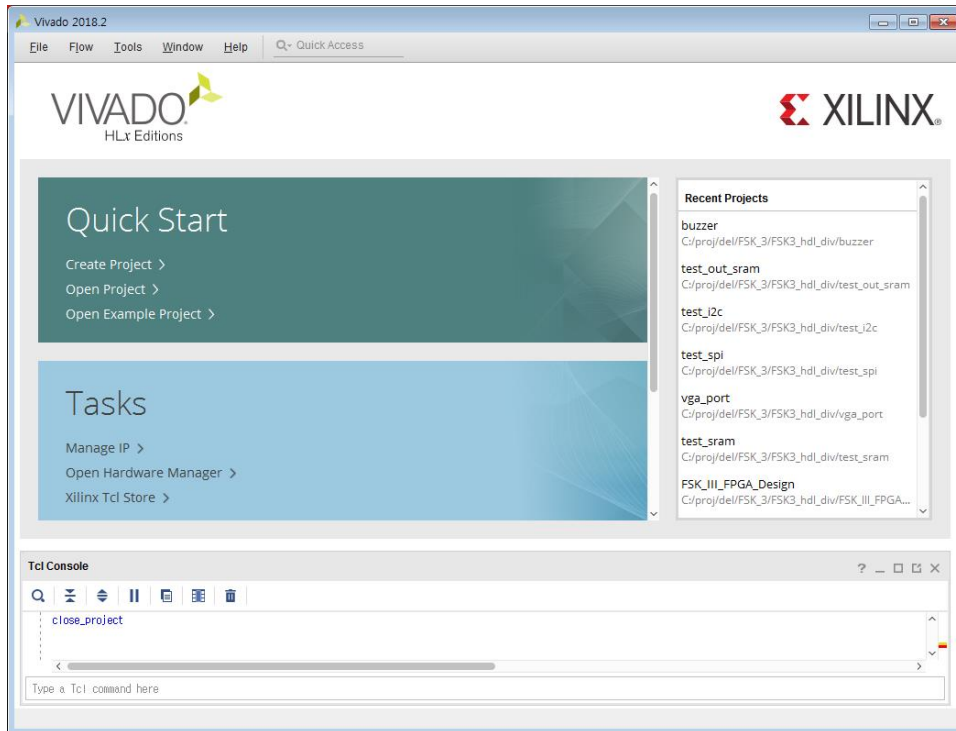 Vivado 2018.2
File Flow Tools Window Help Quick Access
VIVADO.
HLx Editions
XILINX®
Quick Start
Create Project >
Open Project >
Open Example Project >
Tasks
Manage IP >
Open Hardware Manager >
Xilinx Tcl Store >
Recent Projects
buzzer
C:/proj/del/FSK_3/FSK3_hdl_div/buzzer
test_out_sram
C:/proj/del/FSK_3/FSK3_hdl_div/test_out_sram
test_i2c
C:/proj/del/FSK_3/FSK3_hdl_div/test_i2c
test_spi
C:/proj/del/FSK_3/FSK3_hdl_div/test_spi
vga_port
C:/proj/del/FSK_3/FSK3_hdl_div/vga_port
test_sram
C:/proj/del/FSK_3/FSK3_hdl_div/test_sram
FSK_III_FPGA_Design
C:/proj/del/FSK_3/FSK3_hdl_div/FSK_III_FPGA...
Tcl Console
close_project
Type a Tcl command here